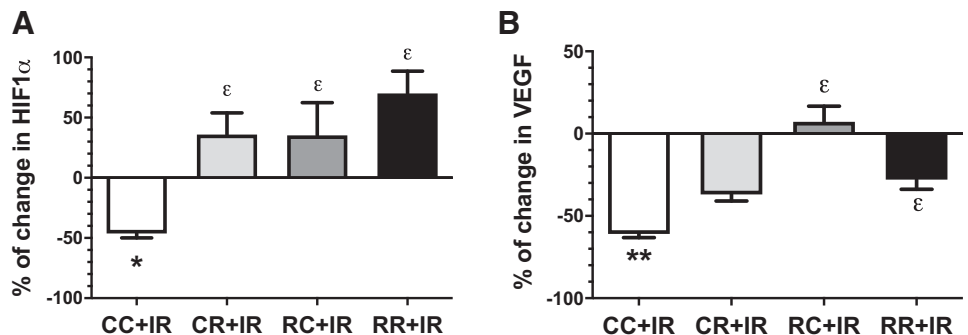 A
% of change in HIF1α
100
50
0
-50
-100
ε
ε
ε
*
CC+IR
CR+IR
RC+IR
RR+IR
B
% of change in VEGF
50
0
-50
-100
ε
ε
**
CC+IR
CR+IR
RC+IR
RR+IR